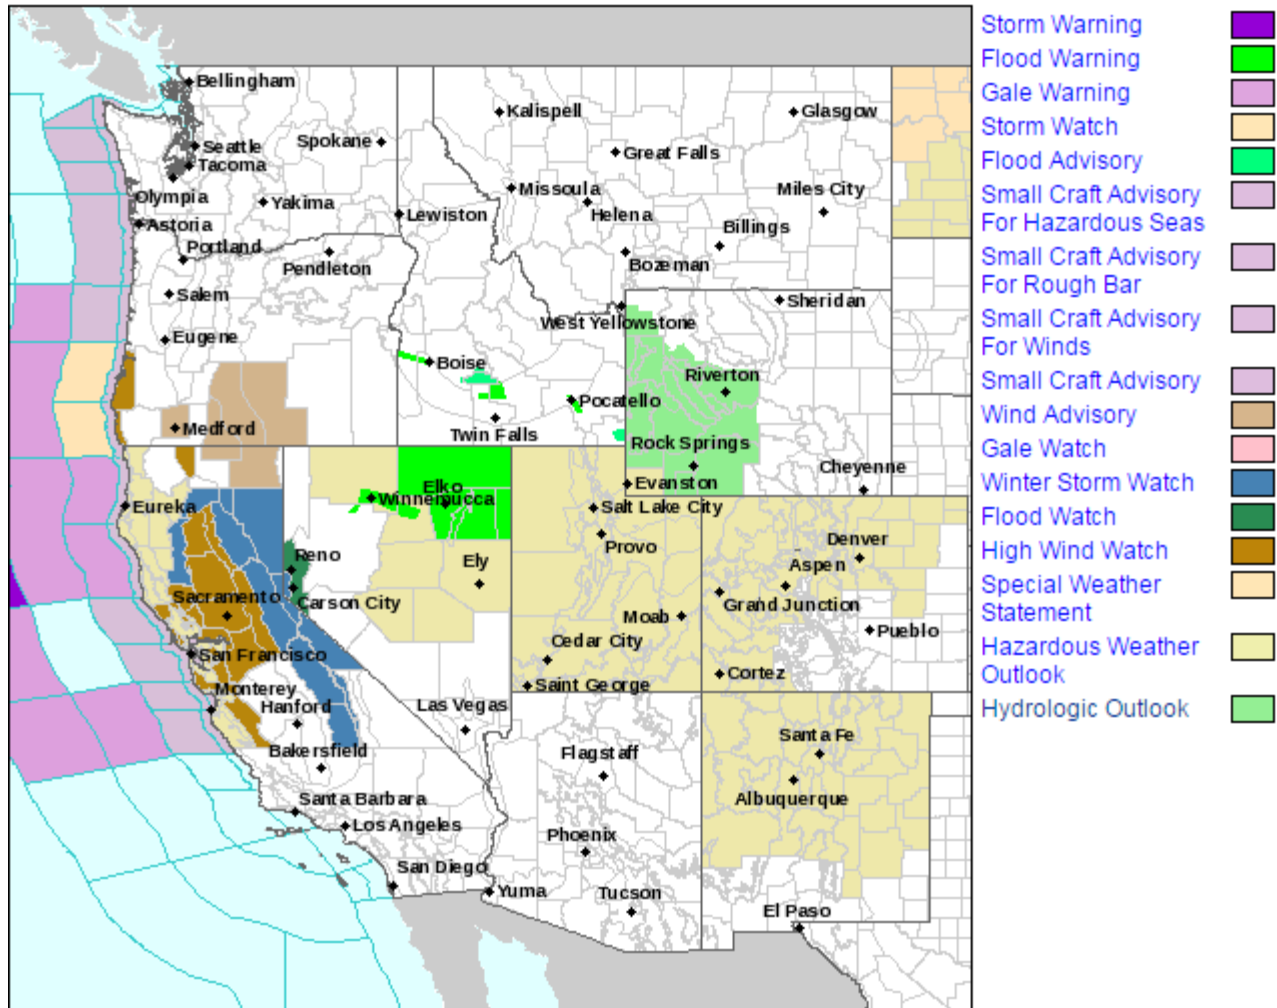 Bellingham
Seattle
Tacoma
Olympia
Astoria
Portland
Spokane
Yakima
Lewiston
Pendleton
Salem
Eugene
Medford
Kalispell
Glasgow
Great Falls
Missoula
Helena
Miles City
Billings
Bozeman
West Yellowstone
Sheridan
Boise
Pocatello
Twin Falls
Riverton
Rock Springs
Evanston
Cheyenne
Eureka
Elko
Winnemucca
Reno
Carson City
Ely
Sacramento
San Francisco
Monterey
Hanford
Bakersfield
Las Vegas
Santa Barbara
Los Angeles
San Diego
Salt Lake City
Provo
Moab
Cedar City
Saint George
Denver
Aspen
Grand Junction
Pueblo
Cortez
Flagstaff
Phoenix
Yuma
Tucson
Santa Fe
Albuquerque
El Paso
Storm Warning
Flood Warning
Gale Warning
Storm Watch
Flood Advisory
Small Craft Advisory
For Hazardous Seas
Small Craft Advisory
For Rough Bar
Small Craft Advisory
For Winds
Small Craft Advisory
Wind Advisory
Gale Watch
Winter Storm Watch
Flood Watch
High Wind Watch
Special Weather
Statement
Hazardous Weather
Outlook
Hydrologic Outlook